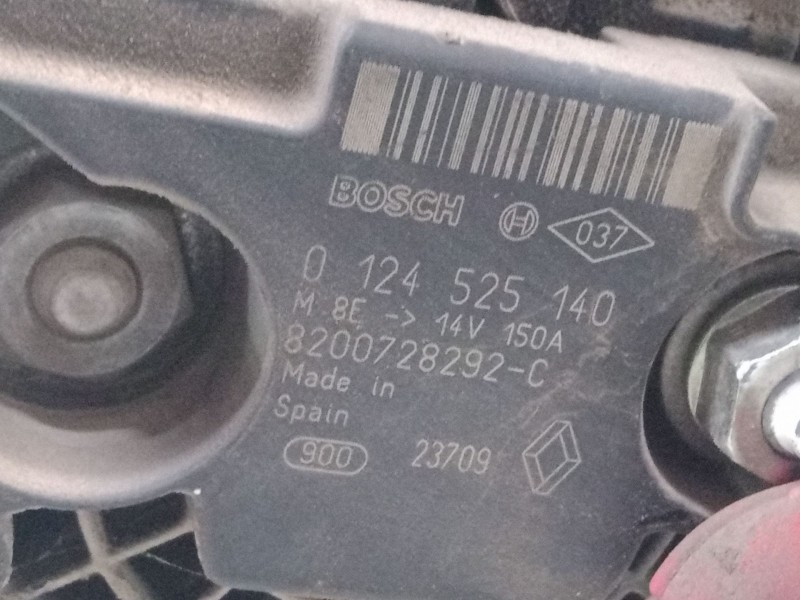 BOSCH H 037
0 124 525 140
M 8E -> 14V 150A
8200728292-C
Made in
Spain
900 23709